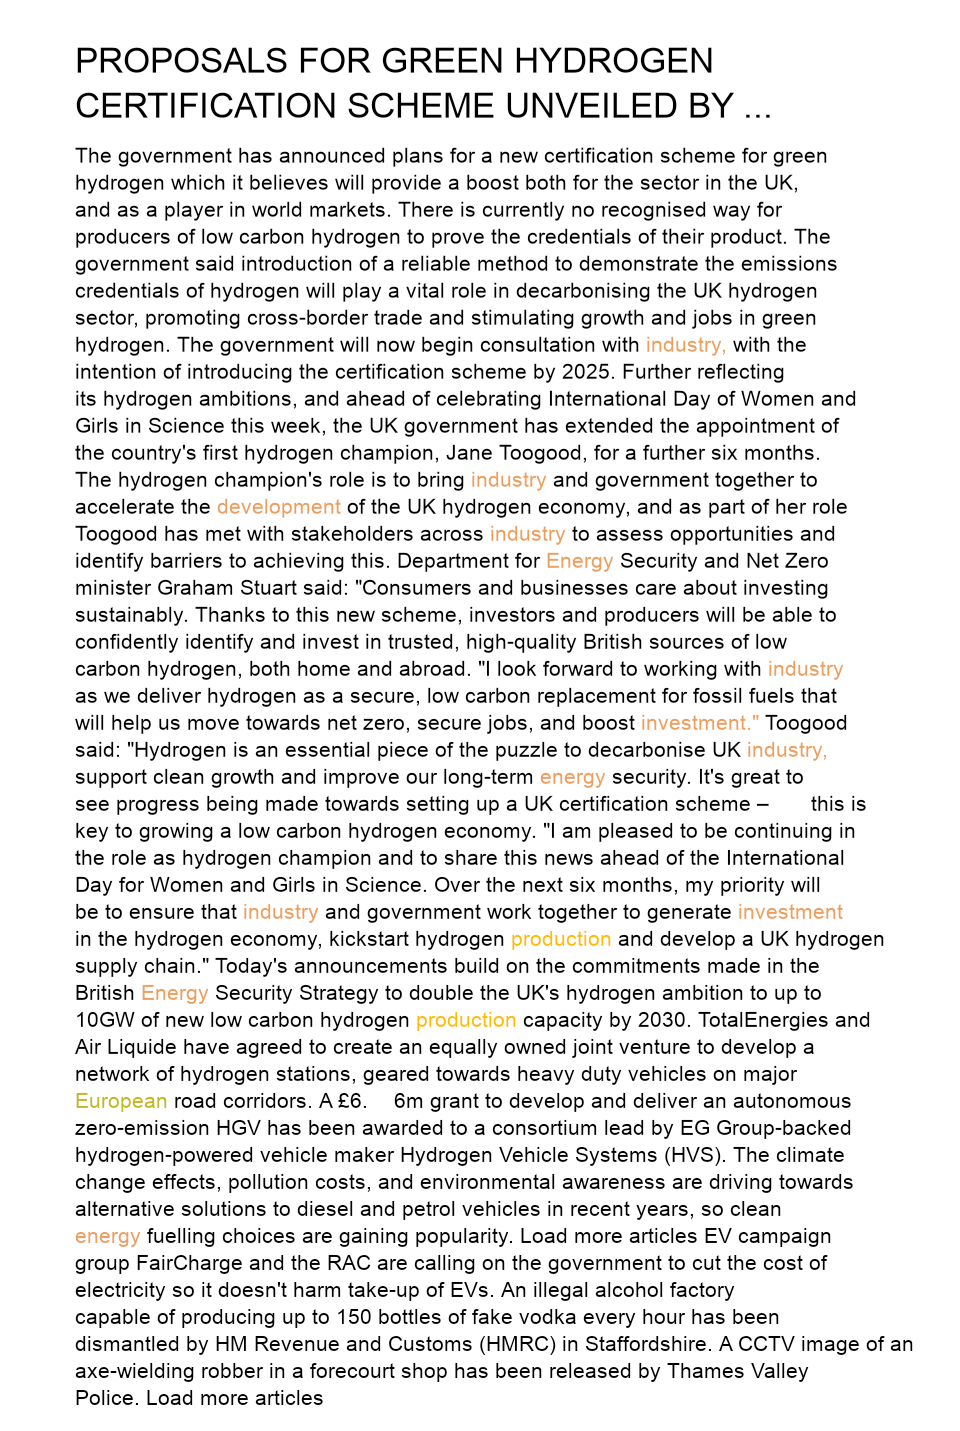 PROPOSALS FOR GREEN HYDROGEN
CERTIFICATION SCHEME UNVEILED BY ...
The government has announced plans for a new certification scheme for green
hydrogen which it believes will provide a boost both for the sector in the UK,
and as a player in world markets. There is currently no recognised way for
producers of low carbon hydrogen to prove the credentials of their product. The
government said introduction of a reliable method to demonstrate the emissions
credentials of hydrogen will play a vital role in decarbonising the UK hydrogen
sector, promoting cross-border trade and stimulating growth and jobs in green
hydrogen. The government will now begin consultation with industry, with the
intention of introducing the certification scheme by 2025. Further reflecting
its hydrogen ambitions, and ahead of celebrating International Day of Women and
Girls in Science this week, the UK government has extended the appointment of
the country's first hydrogen champion, Jane Toogood, for a further six months.
The hydrogen champion's role is to bring industry and government together to
accelerate the development of the UK hydrogen economy, and as part of her role
Toogood has met with stakeholders across industry to assess opportunities and
identify barriers to achieving this. Department for Energy Security and Net Zero
minister Graham Stuart said: "Consumers and businesses care about investing
sustainably. Thanks to this new scheme, investors and producers will be able to
confidently identify and invest in trusted, high-quality British sources of low
carbon hydrogen, both home and abroad. "I look forward to working with industry
as we deliver hydrogen as a secure, low carbon replacement for fossil fuels that
will help us move towards net zero, secure jobs, and boost investment." Toogood
said: "Hydrogen is an essential piece of the puzzle to decarbonise UK industry,
support clean growth and improve our long-term energy security. It's great to
see progress being made towards setting up a UK certification scheme – this is
key to growing a low carbon hydrogen economy. "I am pleased to be continuing in
the role as hydrogen champion and to share this news ahead of the International
Day for Women and Girls in Science. Over the next six months, my priority will
be to ensure that industry and government work together to generate investment
in the hydrogen economy, kickstart hydrogen production and develop a UK hydrogen
supply chain." Today's announcements build on the commitments made in the
British Energy Security Strategy to double the UK's hydrogen ambition to up to
10GW of new low carbon hydrogen production capacity by 2030. TotalEnergies and
Air Liquide have agreed to create an equally owned joint venture to develop a
network of hydrogen stations, geared towards heavy duty vehicles on major
European road corridors. A £6. 6m grant to develop and deliver an autonomous
zero-emission HGV has been awarded to a consortium lead by EG Group-backed
hydrogen-powered vehicle maker Hydrogen Vehicle Systems (HVS). The climate
change effects, pollution costs, and environmental awareness are driving towards
alternative solutions to diesel and petrol vehicles in recent years, so clean
energy fuelling choices are gaining popularity. Load more articles EV campaign
group FairCharge and the RAC are calling on the government to cut the cost of
electricity so it doesn't harm take-up of EVs. An illegal alcohol factory
capable of producing up to 150 bottles of fake vodka every hour has been
dismantled by HM Revenue and Customs (HMRC) in Staffordshire. A CCTV image of an
axe-wielding robber in a forecourt shop has been released by Thames Valley
Police. Load more articles